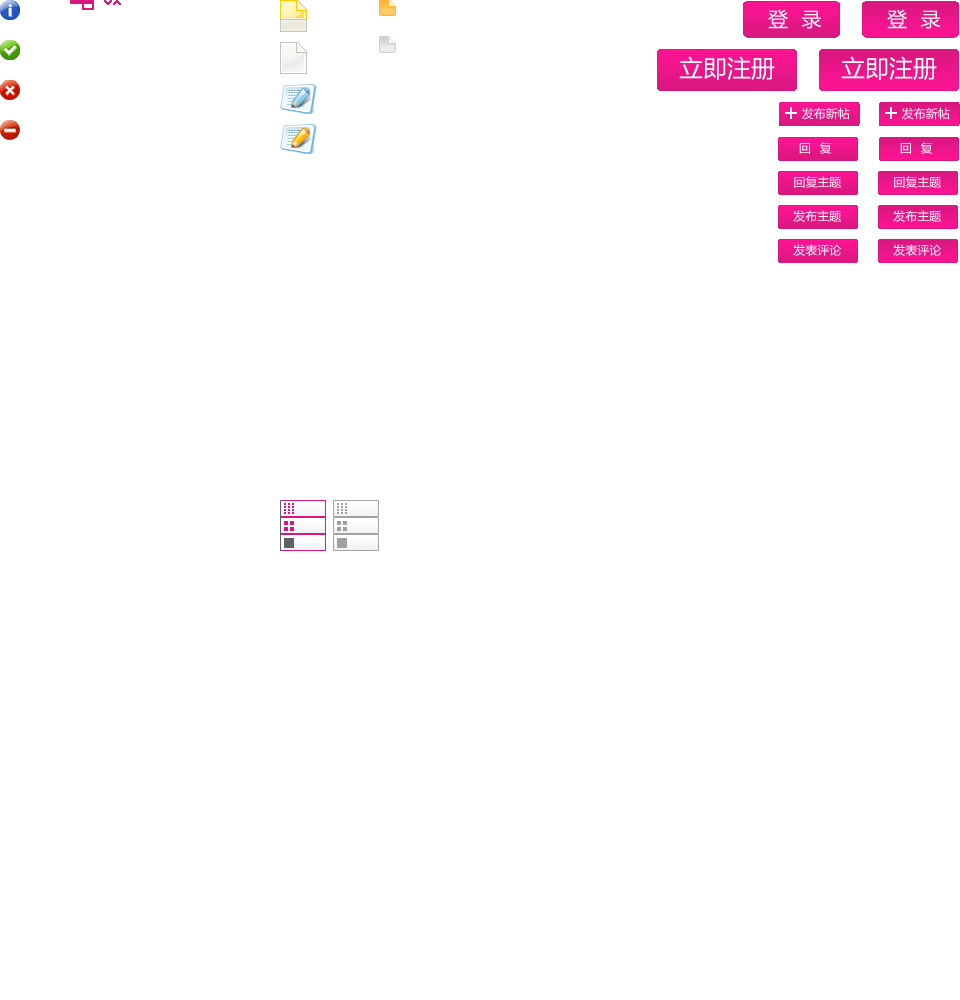 登 录 登 录
立即注册 立即注册
发布新帖 发布新帖
回 复 回 复
回复主题 回复主题
发布主题 发布主题
发表评论 发表评论